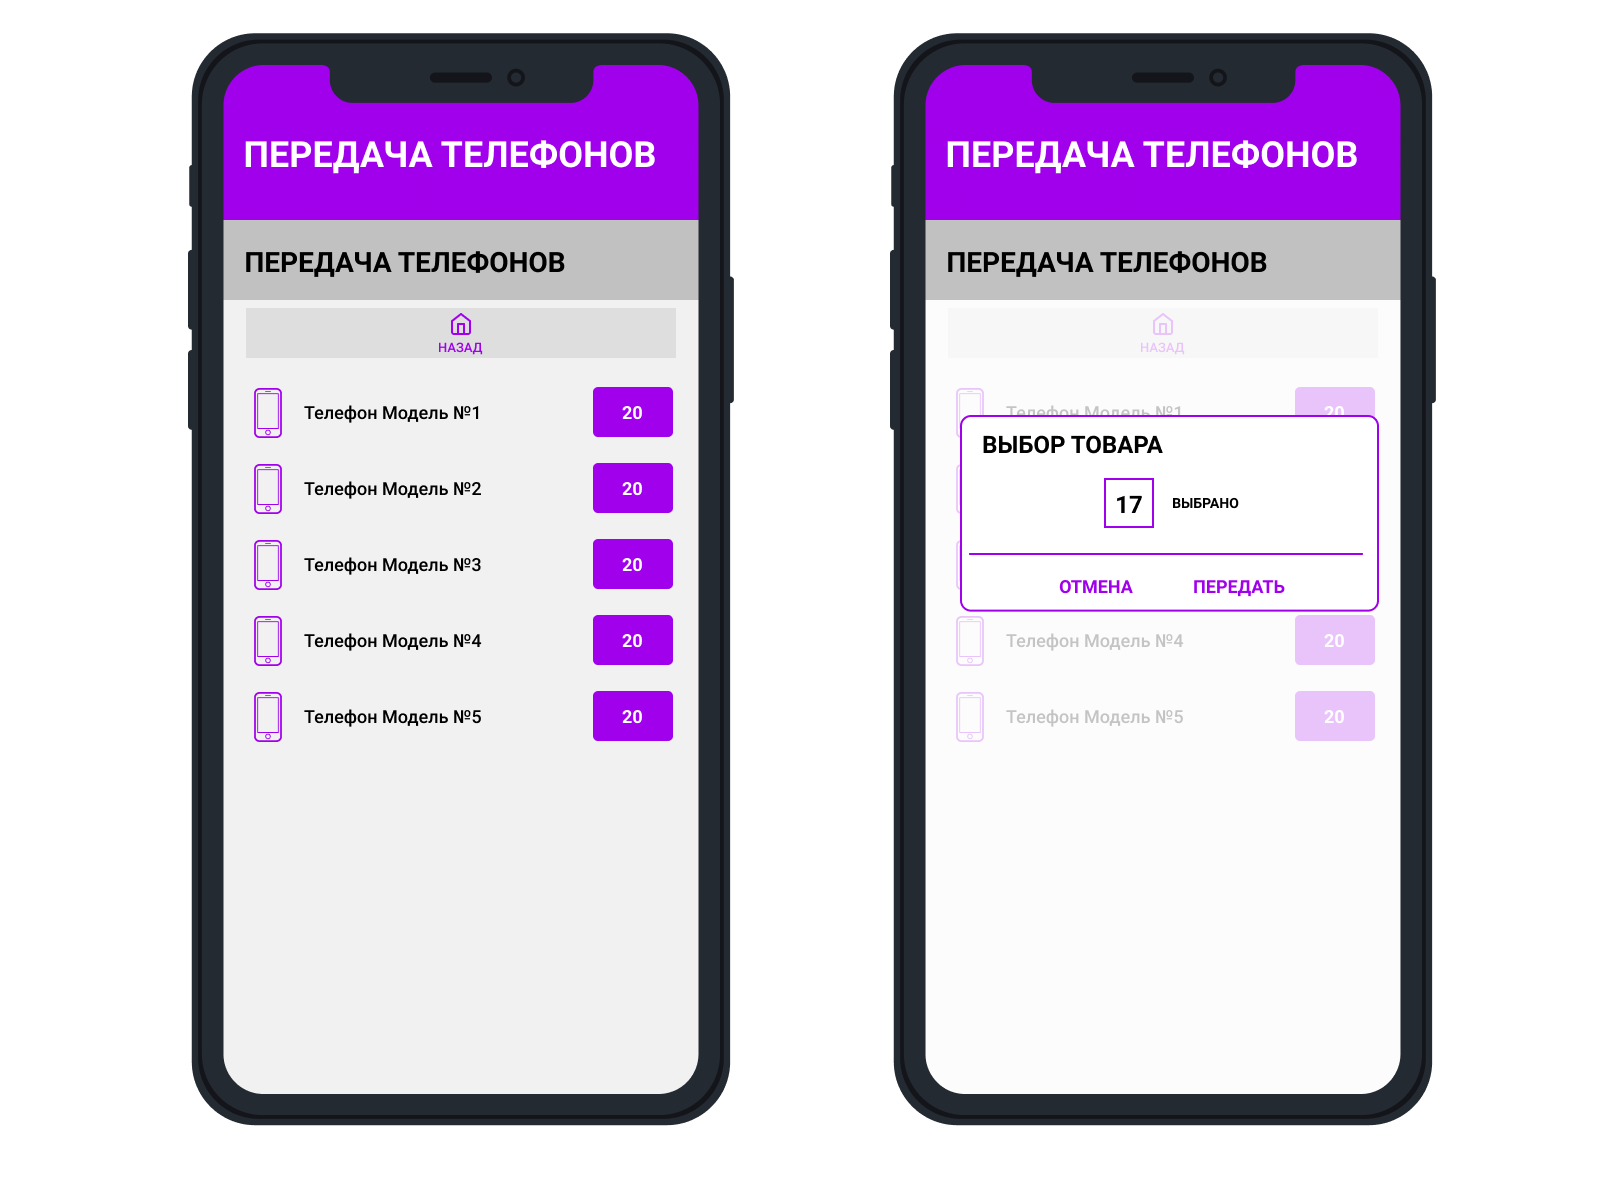 ПЕРЕДАЧА ТЕЛЕФОНОВ
ПЕРЕДАЧА ТЕЛЕФОНОВ
НАЗАД
Телефон Модель №1 20
Телефон Модель №2 20
Телефон Модель №3 20
Телефон Модель №4 20
Телефон Модель №5 20
ПЕРЕДАЧА ТЕЛЕФОНОВ
ПЕРЕДАЧА ТЕЛЕФОНОВ
НАЗАД
Телефон Модель №1 20
ВЫБОР ТОВАРА
17 ВЫБРАНО
ОТМЕНА ПЕРЕДАТЬ
Телефон Модель №4 20
Телефон Модель №5 20